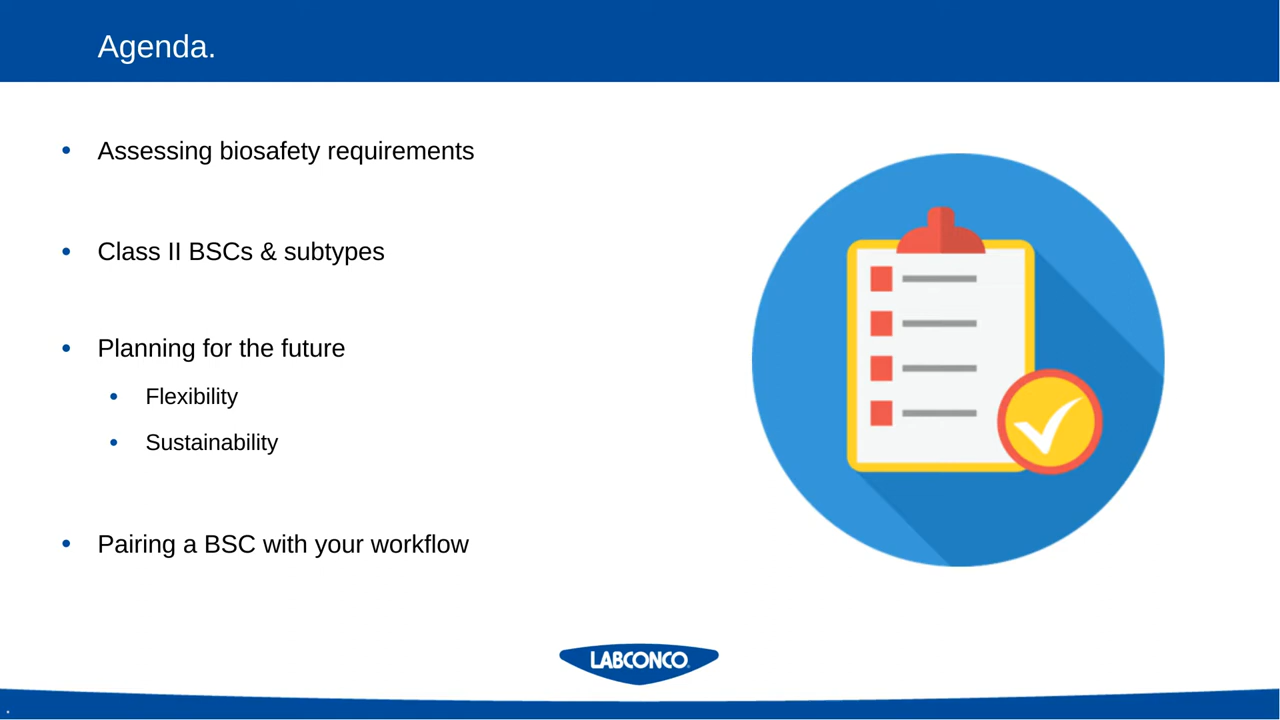 Agenda.
• Assessing biosafety requirements
• Class II BSCs & subtypes
• Planning for the future
• Flexibility
• Sustainability
• Pairing a BSC with your workflow
LABCONCO
.